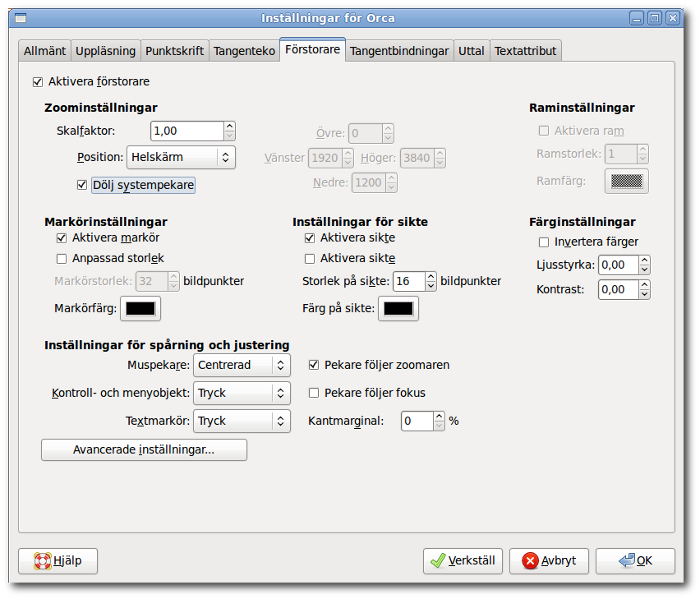 Inställningar för Orca
Allmänt Uppläsning Punktskrift Tangenteko Förstorare Tangentbindningar Uttal Textattribut
Aktivera förstorare
Zoominställningar
Skalfaktor: 1,00
Position: Helskärm
Dölj systempekare
Övre: 0
Vänster 1920 Höger: 3840
Nedre: 1200
Raminställningar
Aktivera ram
Ramstorlek: 1
Ramfärg:
Markörinställningar
Aktivera markör
Anpassad storlek
Markörstorlek: 32 bildpunkter
Markörfärg:
Inställningar för sikte
Aktivera sikte
Aktivera sikte
Storlek på sikte: 16 bildpunkter
Färg på sikte:
Färginställningar
Invertera färger
Ljusstyrka: 0,00
Kontrast: 0,00
Inställningar för spårning och justering
Muspekare: Centrerad
Kontroll- och menyobjekt: Tryck
Textmarkör: Tryck
Pekare följer zoomaren
Pekare följer fokus
Kantmarginal: 0 %
Avancerade inställningar...
Hjälp Verkställ Avbryt OK